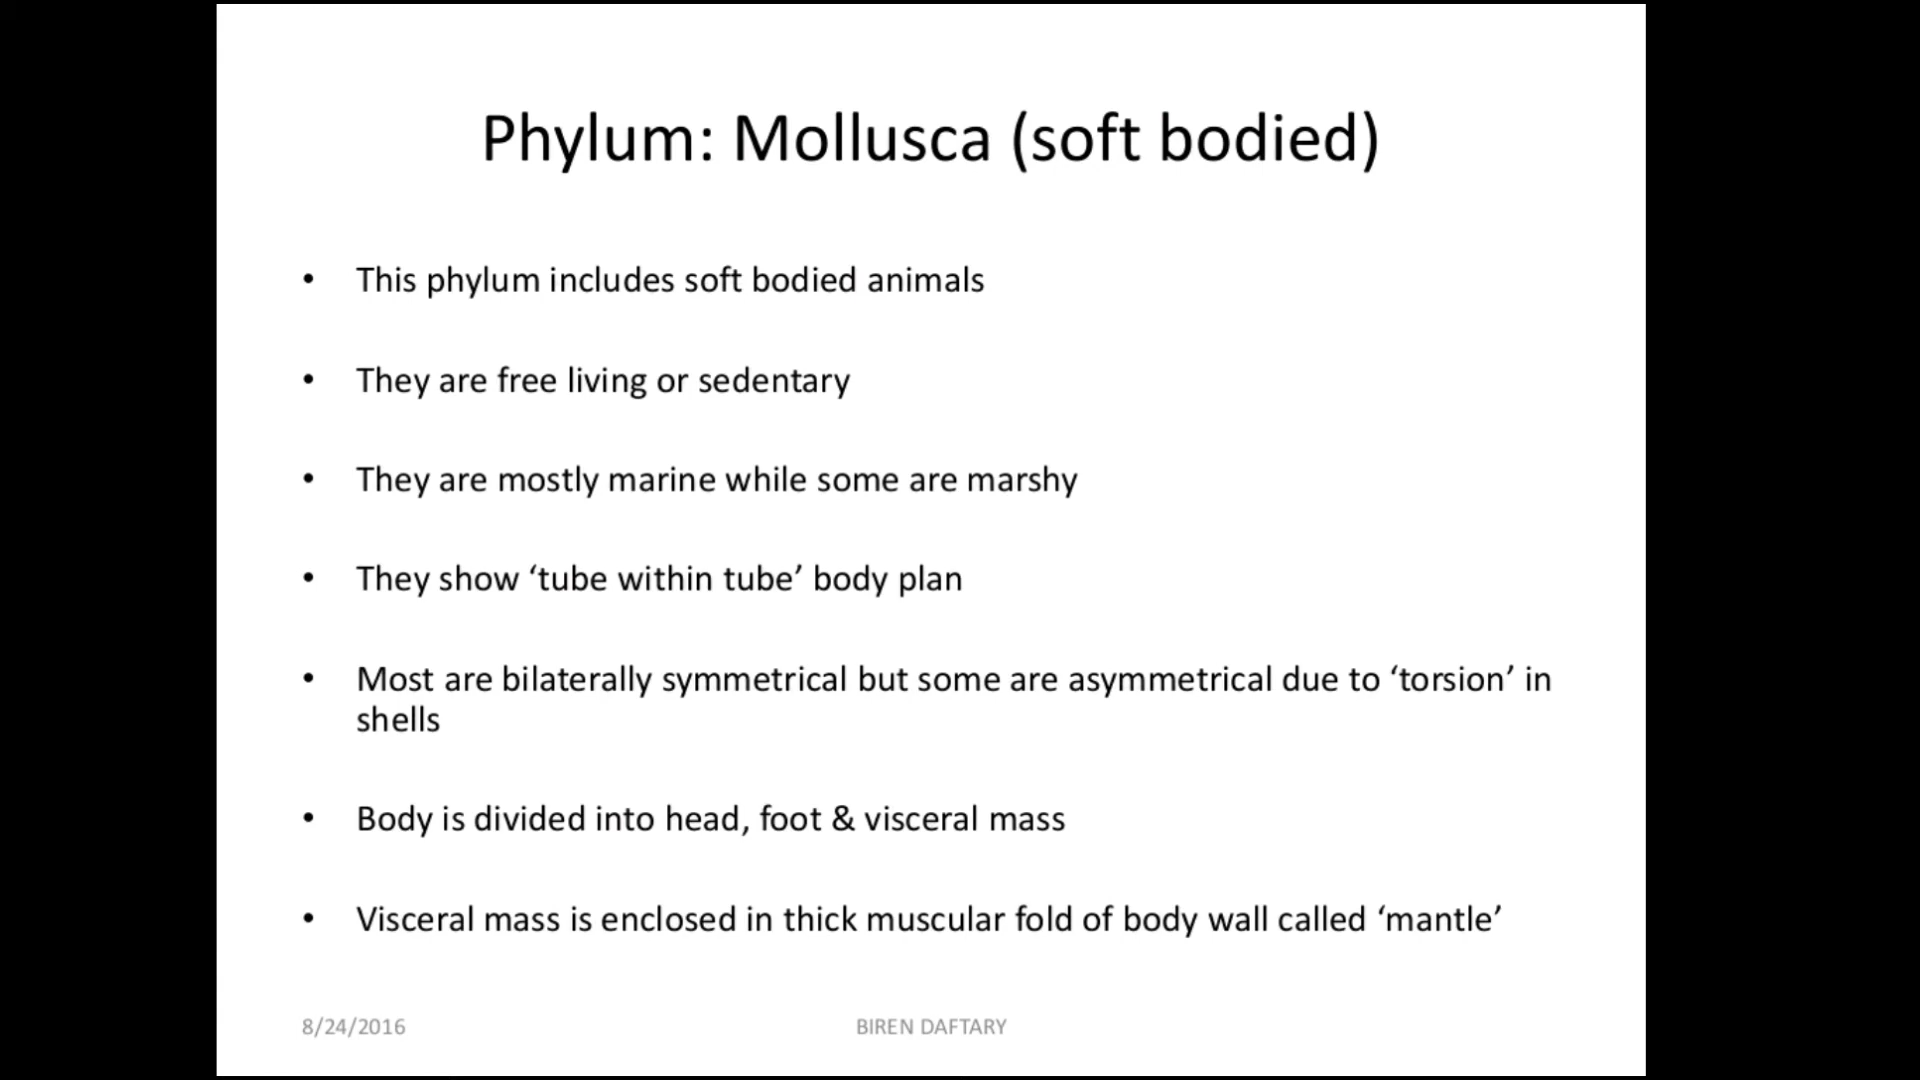 Phylum: Mollusca (soft bodied)
• This phylum includes soft bodied animals
• They are free living or sedentary
• They are mostly marine while some are marshy
• They show ‘tube within tube’ body plan
• Most are bilaterally symmetrical but some are asymmetrical due to ‘torsion’ in
shells
• Body is divided into head, foot & visceral mass
• Visceral mass is enclosed in thick muscular fold of body wall called ‘mantle’
8/24/2016
BIREN DAFTARY